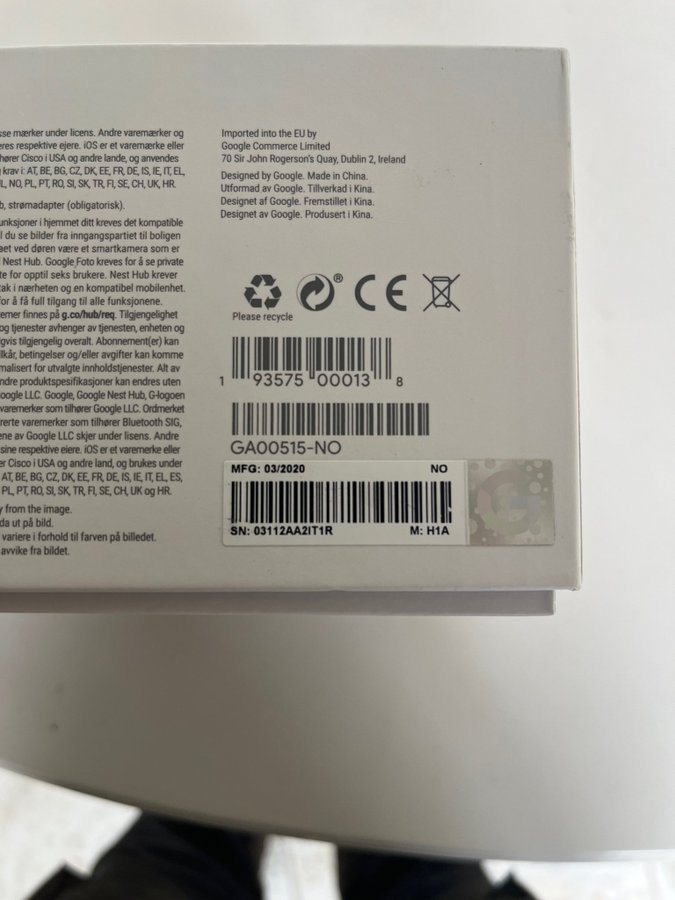 sse mærker under licens. Andre varemærker og
eres respektive ejere. iOS er et varemærke eller
lhører Cisco i USA og andre lande, og anvendes
g krav i: AT, BE, BG, CZ, DK, EE, FR, DE, IS, IE, IT, EL,
L, NO, PL, PT, RO, SI, SK, TR, FI, SE, CH, UK, HR.
b, strømadapter (obligatorisk).
unksjoner i hjemmet ditt kreves det kompatible
l du se bilder fra inngangspartiet til boligen
aet ved døren være et smartkamera som er
Nest Hub. Google Foto kreves for å se private
te for opptil seks brukere. Nest Hub krever
tak i nærheten og en kompatibel mobilenhet.
for å få full tilgang til alle funksjonene.
emer finnes på g.co/hub/req. Tilgjengelighet
og tjenester avhenger av tjenesten, enheten og
igvis tilgjengelig overalt. Abonnement(er) kan
ilkår, betingelser og/eller avgifter kan komme
malisert for utvalgte innholdstjenester. Alt av
ndre produktspesifikasjoner kan endres uten
oogle LLC. Google, Google Nest Hub, G-logoen
varemerker som tilhører Google LLC. Ordmerket
rerte varemerker som tilhører Bluetooth SIG,
ene av Google LLC skjer under lisens. Andre
sine respektive eiere. iOS er et varemerke eller
er Cisco i USA og andre land, og brukes under
AT, BE, BG, CZ, DK, EE, FR, DE, IS, IE, IT, EL, ES,
PL, PT, RO, SI, SK, TR, FI, SE, CH, UK og HR.
y from the image.
da ut på bild.
variere i forhold til farven på billedet.
avvike fra bildet.
Imported into the EU by
Google Commerce Limited
70 Sir John Rogerson's Quay, Dublin 2, Ireland
Designed by Google. Made in China.
Utformad av Google. Tillverkad i Kina.
Designet af Google. Fremstillet i Kina.
Designet av Google. Produsert i Kina.
CE
Please recycle
1 93575 00013 8
GA00515-NO
MFG: 03/2020 NO
SN: 03112AA2IT1R M: H1A
G